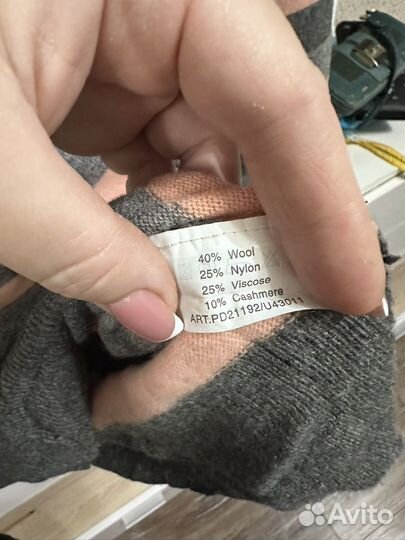 40% Wool
25% Nylon
25% Viscose
10% Cashmere
ART.PD21192/U43011
Avito